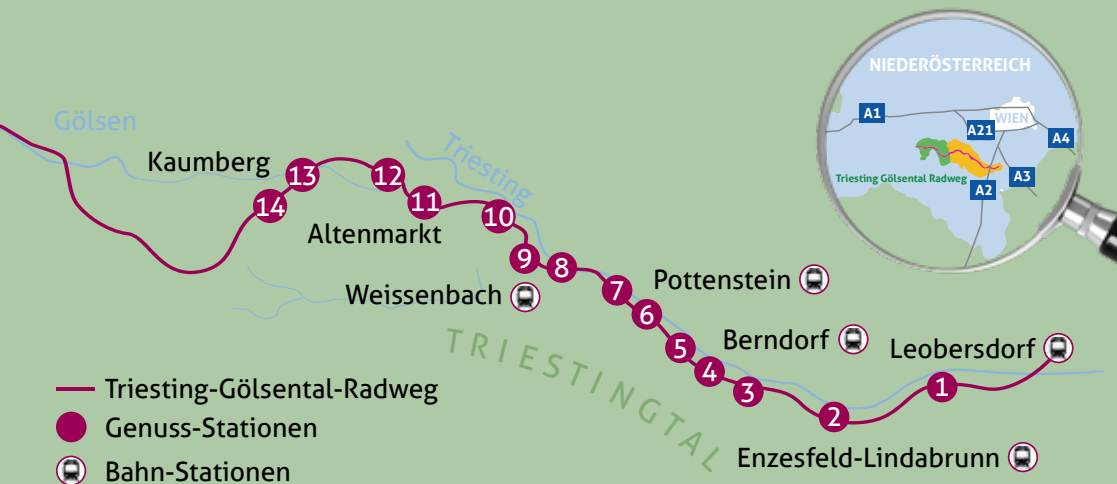 NIEDERÖSTERREICH
A1
WIEN
A21
A4
Triesting Gölsental Radweg
A2
A3
Gölsen
Triesting
Kaumberg
13
12
14
11
10
Altenmarkt
9
8
Weissenbach
7
Pottenstein
6
TRIESTINGTAL
5
Berndorf
Leobersdorf
4
3
1
2
Enzesfeld-Lindabrunn
Triesting-Gölsental-Radweg
Genuss-Stationen
Bahn-Stationen